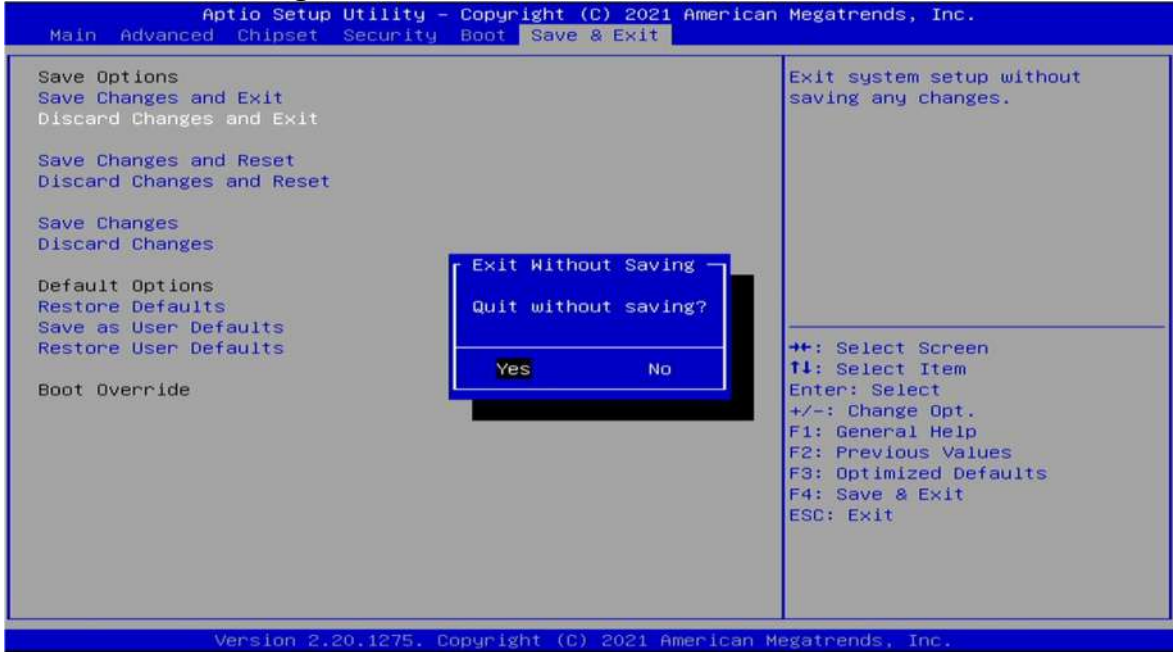 Aptio Setup Utility – Copyright (C) 2021 American Megatrends, Inc.
Main Advanced Chipset Security Boot Save & Exit
Save Options
Save Changes and Exit
Discard Changes and Exit
Save Changes and Reset
Discard Changes and Reset
Save Changes
Discard Changes
Default Options
Restore Defaults
Save as User Defaults
Restore User Defaults
Boot Override
Exit Without Saving
Quit without saving?
Yes No
Exit system setup without
saving any changes.
→←: Select Screen
↑↓: Select Item
Enter: Select
+/-: Change Opt.
F1: General Help
F2: Previous Values
F3: Optimized Defaults
F4: Save & Exit
ESC: Exit
Version 2.20.1275. Copyright (C) 2021 American Megatrends, Inc.